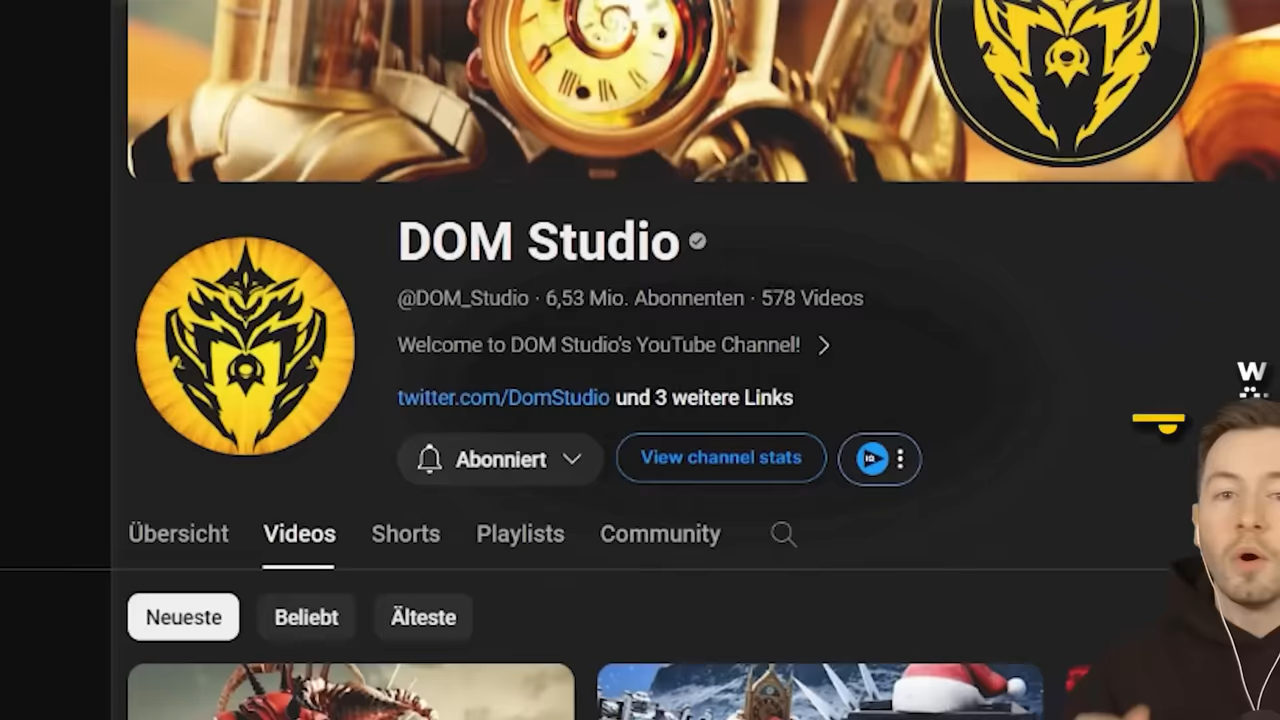 DOM Studio
@DOM_Studio · 6,53 Mio. Abonnenten · 578 Videos
Welcome to DOM Studio's YouTube Channel!
twitter.com/DomStudio und 3 weitere Links
Abonniert
View channel stats
IQ
Übersicht
Videos
Shorts
Playlists
Community
Neueste
Beliebt
Älteste
W